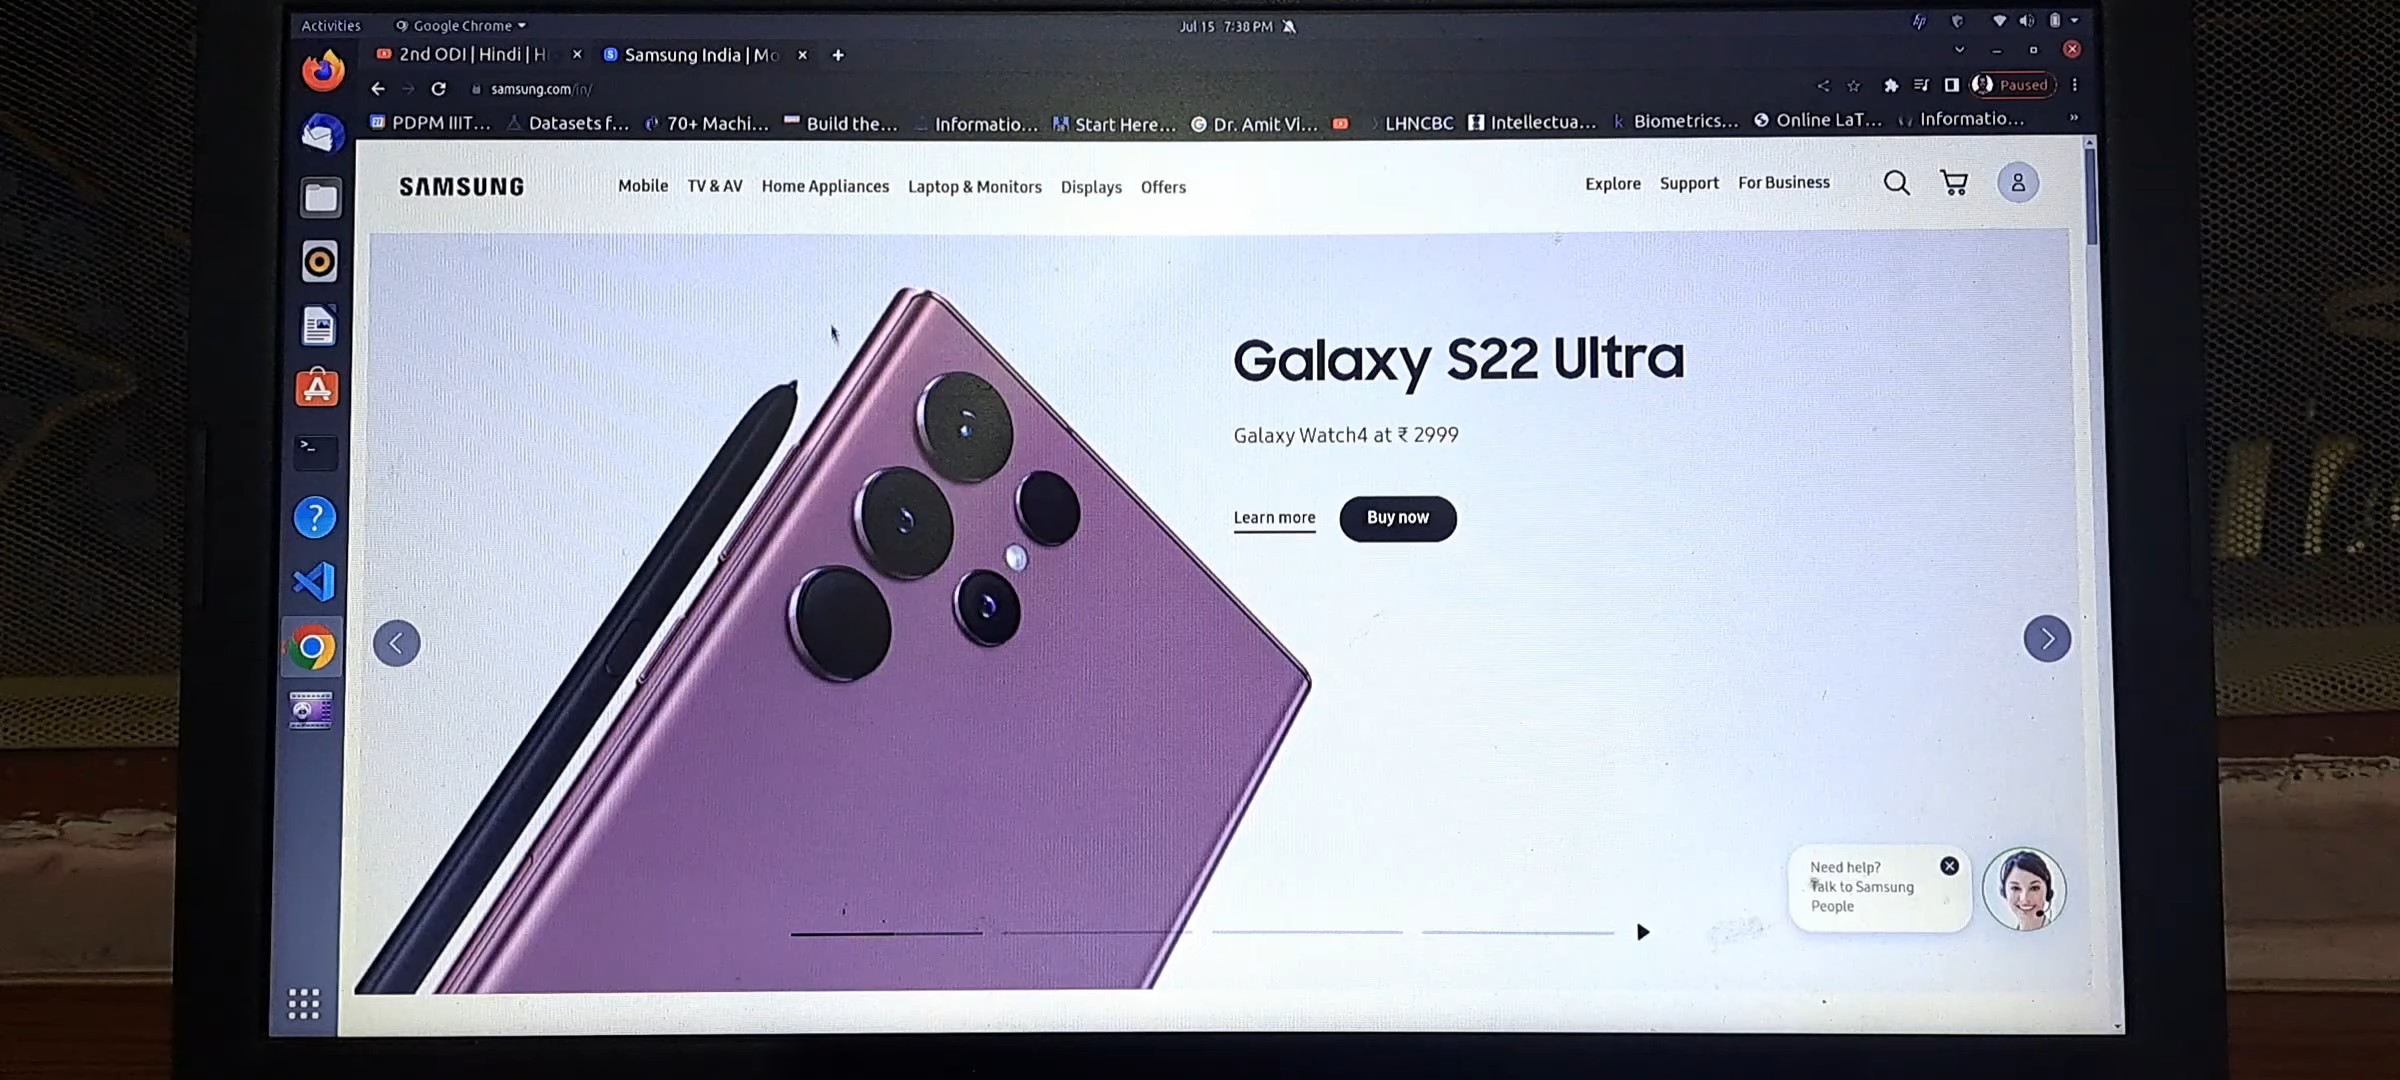 Activities Google Chrome Jul 15 7:38 PM
2nd ODI | Hindi | H Samsung India | Mo
samsung.com/in/ Paused
PDPM IIIT... Datasets f... 70+ Machi... Build the... Informatio... Start Here... Dr. Amit Vi... LHNCBC Intellectua... Biometrics... Online LaT... Informatio... »
SAMSUNG Mobile TV & AV Home Appliances Laptop & Monitors Displays Offers Explore Support For Business
Galaxy S22 Ultra
Galaxy Watch4 at ₹ 2999
Learn more Buy now
Need help?
Talk to Samsung
People